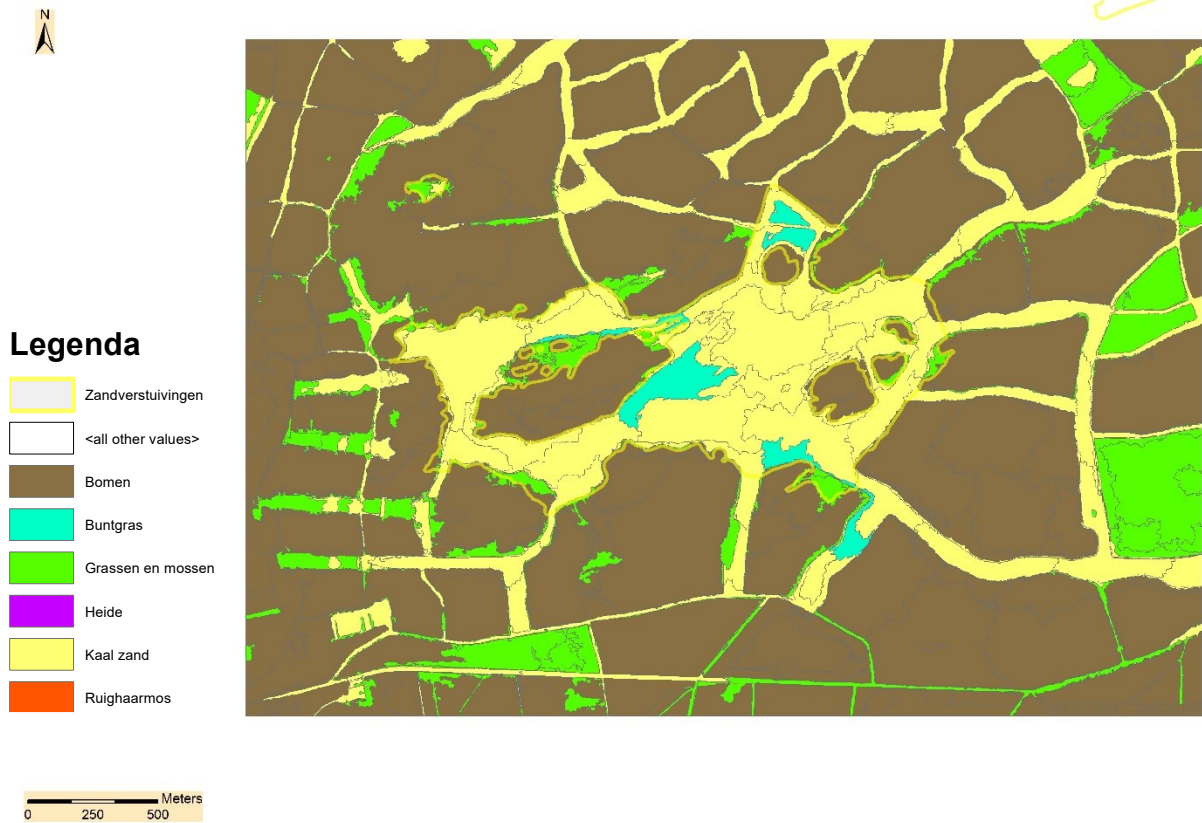 N
Legenda
Zandverstuivingen
<all other values>
Bomen
Buntgras
Grassen en mossen
Heide
Kaal zand
Ruighaarmos
Meters
0 250 500